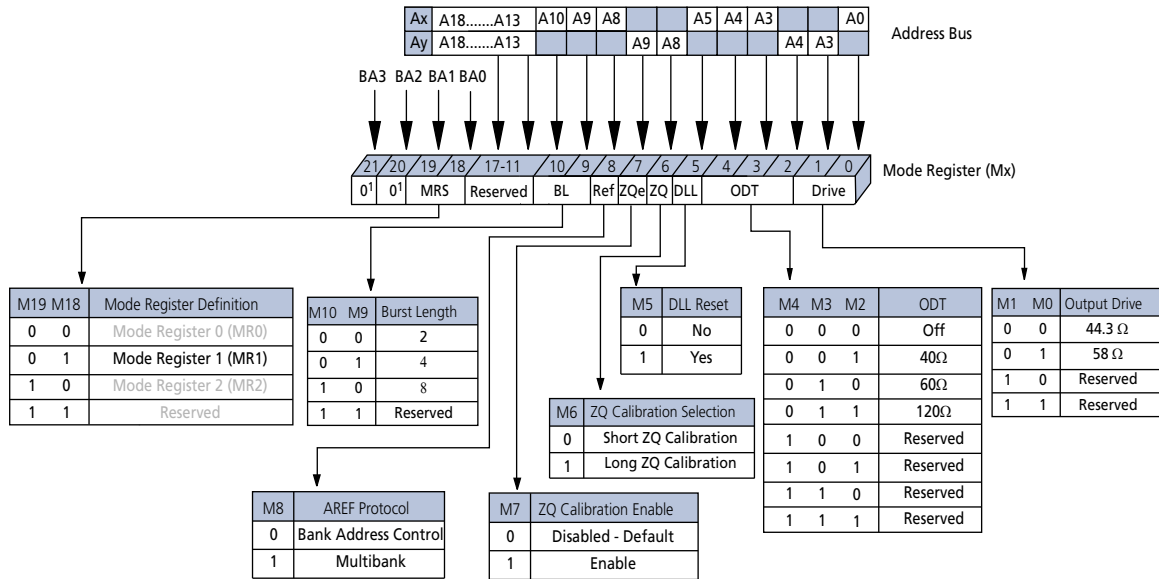 Ax A18.......A13 A10 A9 A8 A5 A4 A3 A0
Ay A18.......A13 A9 A8 A4 A3
Address Bus
BA3 BA2 BA1 BA0
21 20 19 18 17-11 10 9 8 7 6 5 4 3 2 1 0
Mode Register (Mx)
0¹ 0¹ MRS Reserved BL Ref ZQe ZQ DLL ODT Drive
M19 M18 Mode Register Definition
0 0 Mode Register 0 (MR0)
0 1 Mode Register 1 (MR1)
1 0 Mode Register 2 (MR2)
1 1 Reserved
M10 M9 Burst Length
0 0 2
0 1 4
1 0 8
1 1 Reserved
M5 DLL Reset
0 No
1 Yes
M4 M3 M2 ODT
0 0 0 Off
0 0 1 40Ω
0 1 0 60Ω
0 1 1 120Ω
1 0 0 Reserved
1 0 1 Reserved
1 1 0 Reserved
1 1 1 Reserved
M1 M0 Output Drive
0 0 44.3 Ω
0 1 58 Ω
1 0 Reserved
1 1 Reserved
M6 ZQ Calibration Selection
0 Short ZQ Calibration
1 Long ZQ Calibration
M8 AREF Protocol
0 Bank Address Control
1 Multibank
M7 ZQ Calibration Enable
0 Disabled - Default
1 Enable